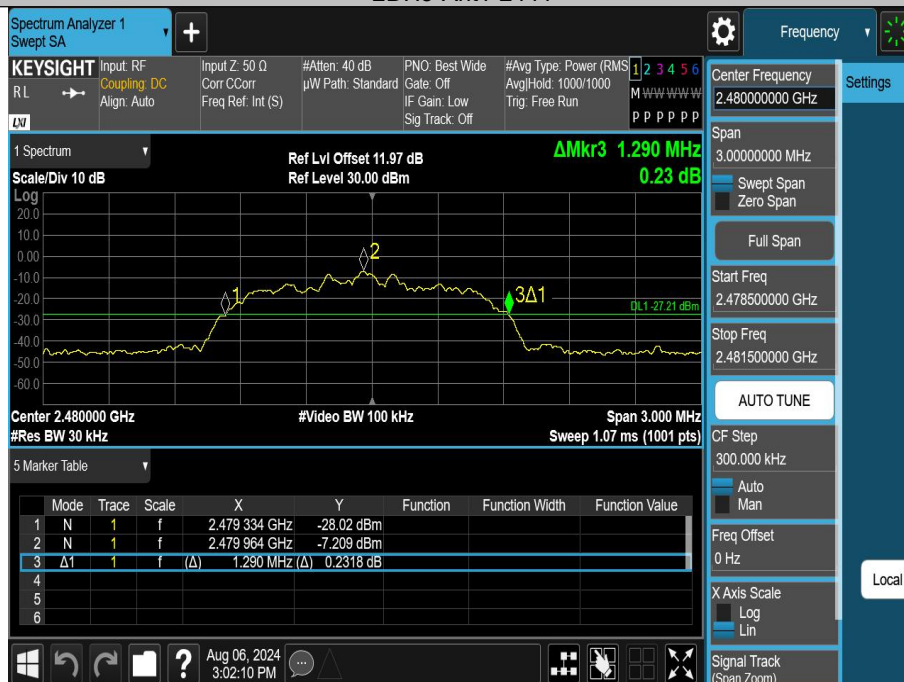 Spectrum Analyzer 1
Swept SA
Frequency
KEYSIGHT
RL
LXI
Input: RF
Coupling: DC
Align: Auto
Input Z: 50 Ω
Corr CCorr
Freq Ref: Int (S)
#Atten: 40 dB
µW Path: Standard
PNO: Best Wide
Gate: Off
IF Gain: Low
Sig Track: Off
#Avg Type: Power (RMS
Avg|Hold: 1000/1000
Trig: Free Run
1 2 3 4 5 6
M W W W W W
P P P P P P
1 Spectrum
Scale/Div 10 dB
Ref Lvl Offset 11.97 dB
Ref Level 30.00 dBm
ΔMkr3 1.290 MHz
0.23 dB
Log
20.0
10.0
0.00
-10.0
-20.0
-30.0
-40.0
-50.0
-60.0
1
2
3Δ1
DL1 -27.21 dBm
Center 2.480000 GHz
#Video BW 100 kHz
Span 3.000 MHz
#Res BW 30 kHz
Sweep 1.07 ms (1001 pts)
5 Marker Table
Mode Trace Scale X Y Function Function Width Function Value
1 N 1 f 2.479 334 GHz -28.02 dBm
2 N 1 f 2.479 964 GHz -7.209 dBm
3 Δ1 1 f (Δ) 1.290 MHz (Δ) 0.2318 dB
4
5
6
Aug 06, 2024
3:02:10 PM
Center Frequency
2.480000000 GHz
Settings
Span
3.00000000 MHz
Swept Span
Zero Span
Full Span
Start Freq
2.478500000 GHz
Stop Freq
2.481500000 GHz
AUTO TUNE
CF Step
300.000 kHz
Auto
Man
Freq Offset
0 Hz
Local
X Axis Scale
Log
Lin
Signal Track
(Span Zoom)